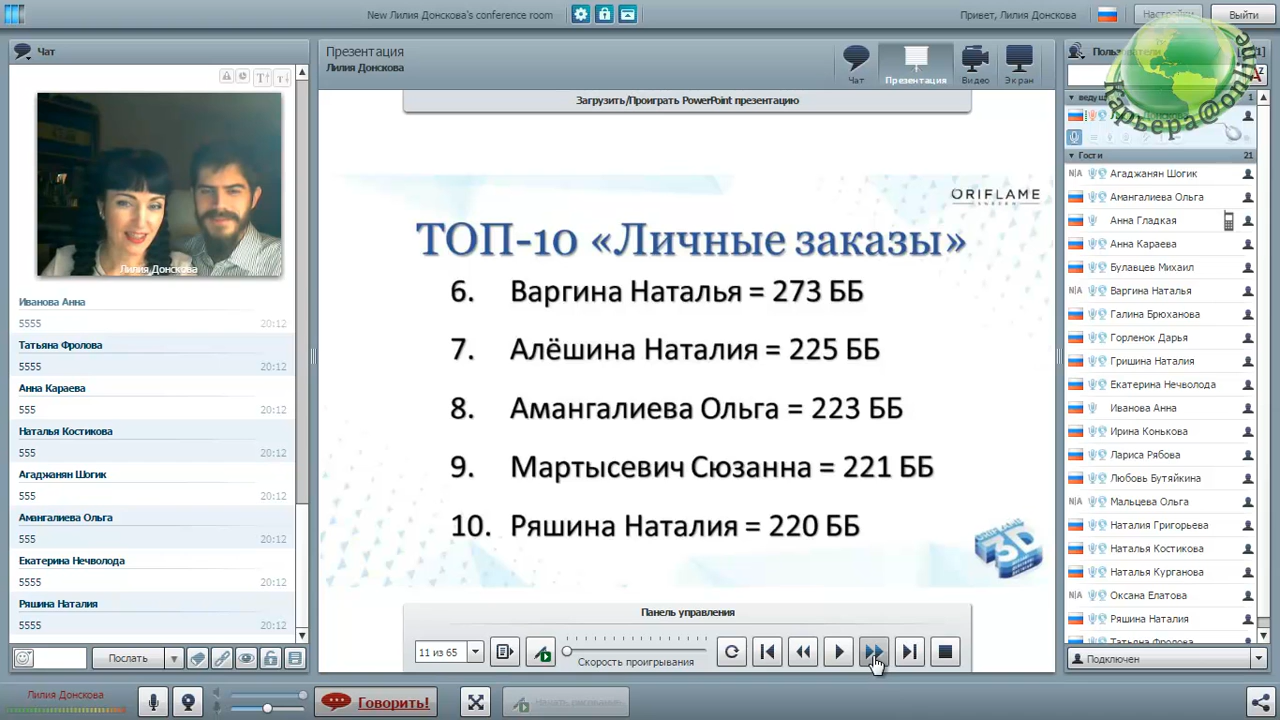 New Лилия Донскова's conference room
Привет, Лилия Донскова
Настройки
Выйти
Чат
Лилия Донскова
Иванова Анна
5555
20:12
Татьяна Фролова
5555
20:12
Анна Караева
555
20:12
Наталья Костикова
555
20:12
Агаджанян Шогик
555
20:12
Амангалиева Ольга
555
20:12
Екатерина Нечволода
5555
20:12
Ряшина Наталия
5555
20:12
Послать
Презентация
Лилия Донскова
Чат
Презентация
Видео
Экран
Загрузить/Проиграть PowerPoint презентацию
ORIFLAME
SWEDEN
ТОП-10 «Личные заказы»
6. Варгина Наталья = 273 ББ
7. Алёшина Наталия = 225 ББ
8. Амангалиева Ольга = 223 ББ
9. Мартысевич Сюзанна = 221 ББ
10. Ряшина Наталия = 220 ББ
ORIFLAME
3D
Панель управления
11 из 65
Скорость проигрывания
карьера@online
1
Гости
21
N|A Агаджанян Шогик
Амангалиева Ольга
Анна Гладкая
Анна Караева
Булавцев Михаил
N|A Варгина Наталья
Галина Брюханова
Горленок Дарья
Гришина Наталия
Екатерина Нечволода
Иванова Анна
Ирина Конькова
Лариса Рябова
Любовь Бутяйкина
N|A Мальцева Ольга
Наталия Григорьева
Наталья Костикова
Наталья Курганова
N|A Оксана Елатова
Ряшина Наталия
Татьяна Фролова
Подключен
Лилия Донскова
Говорить!